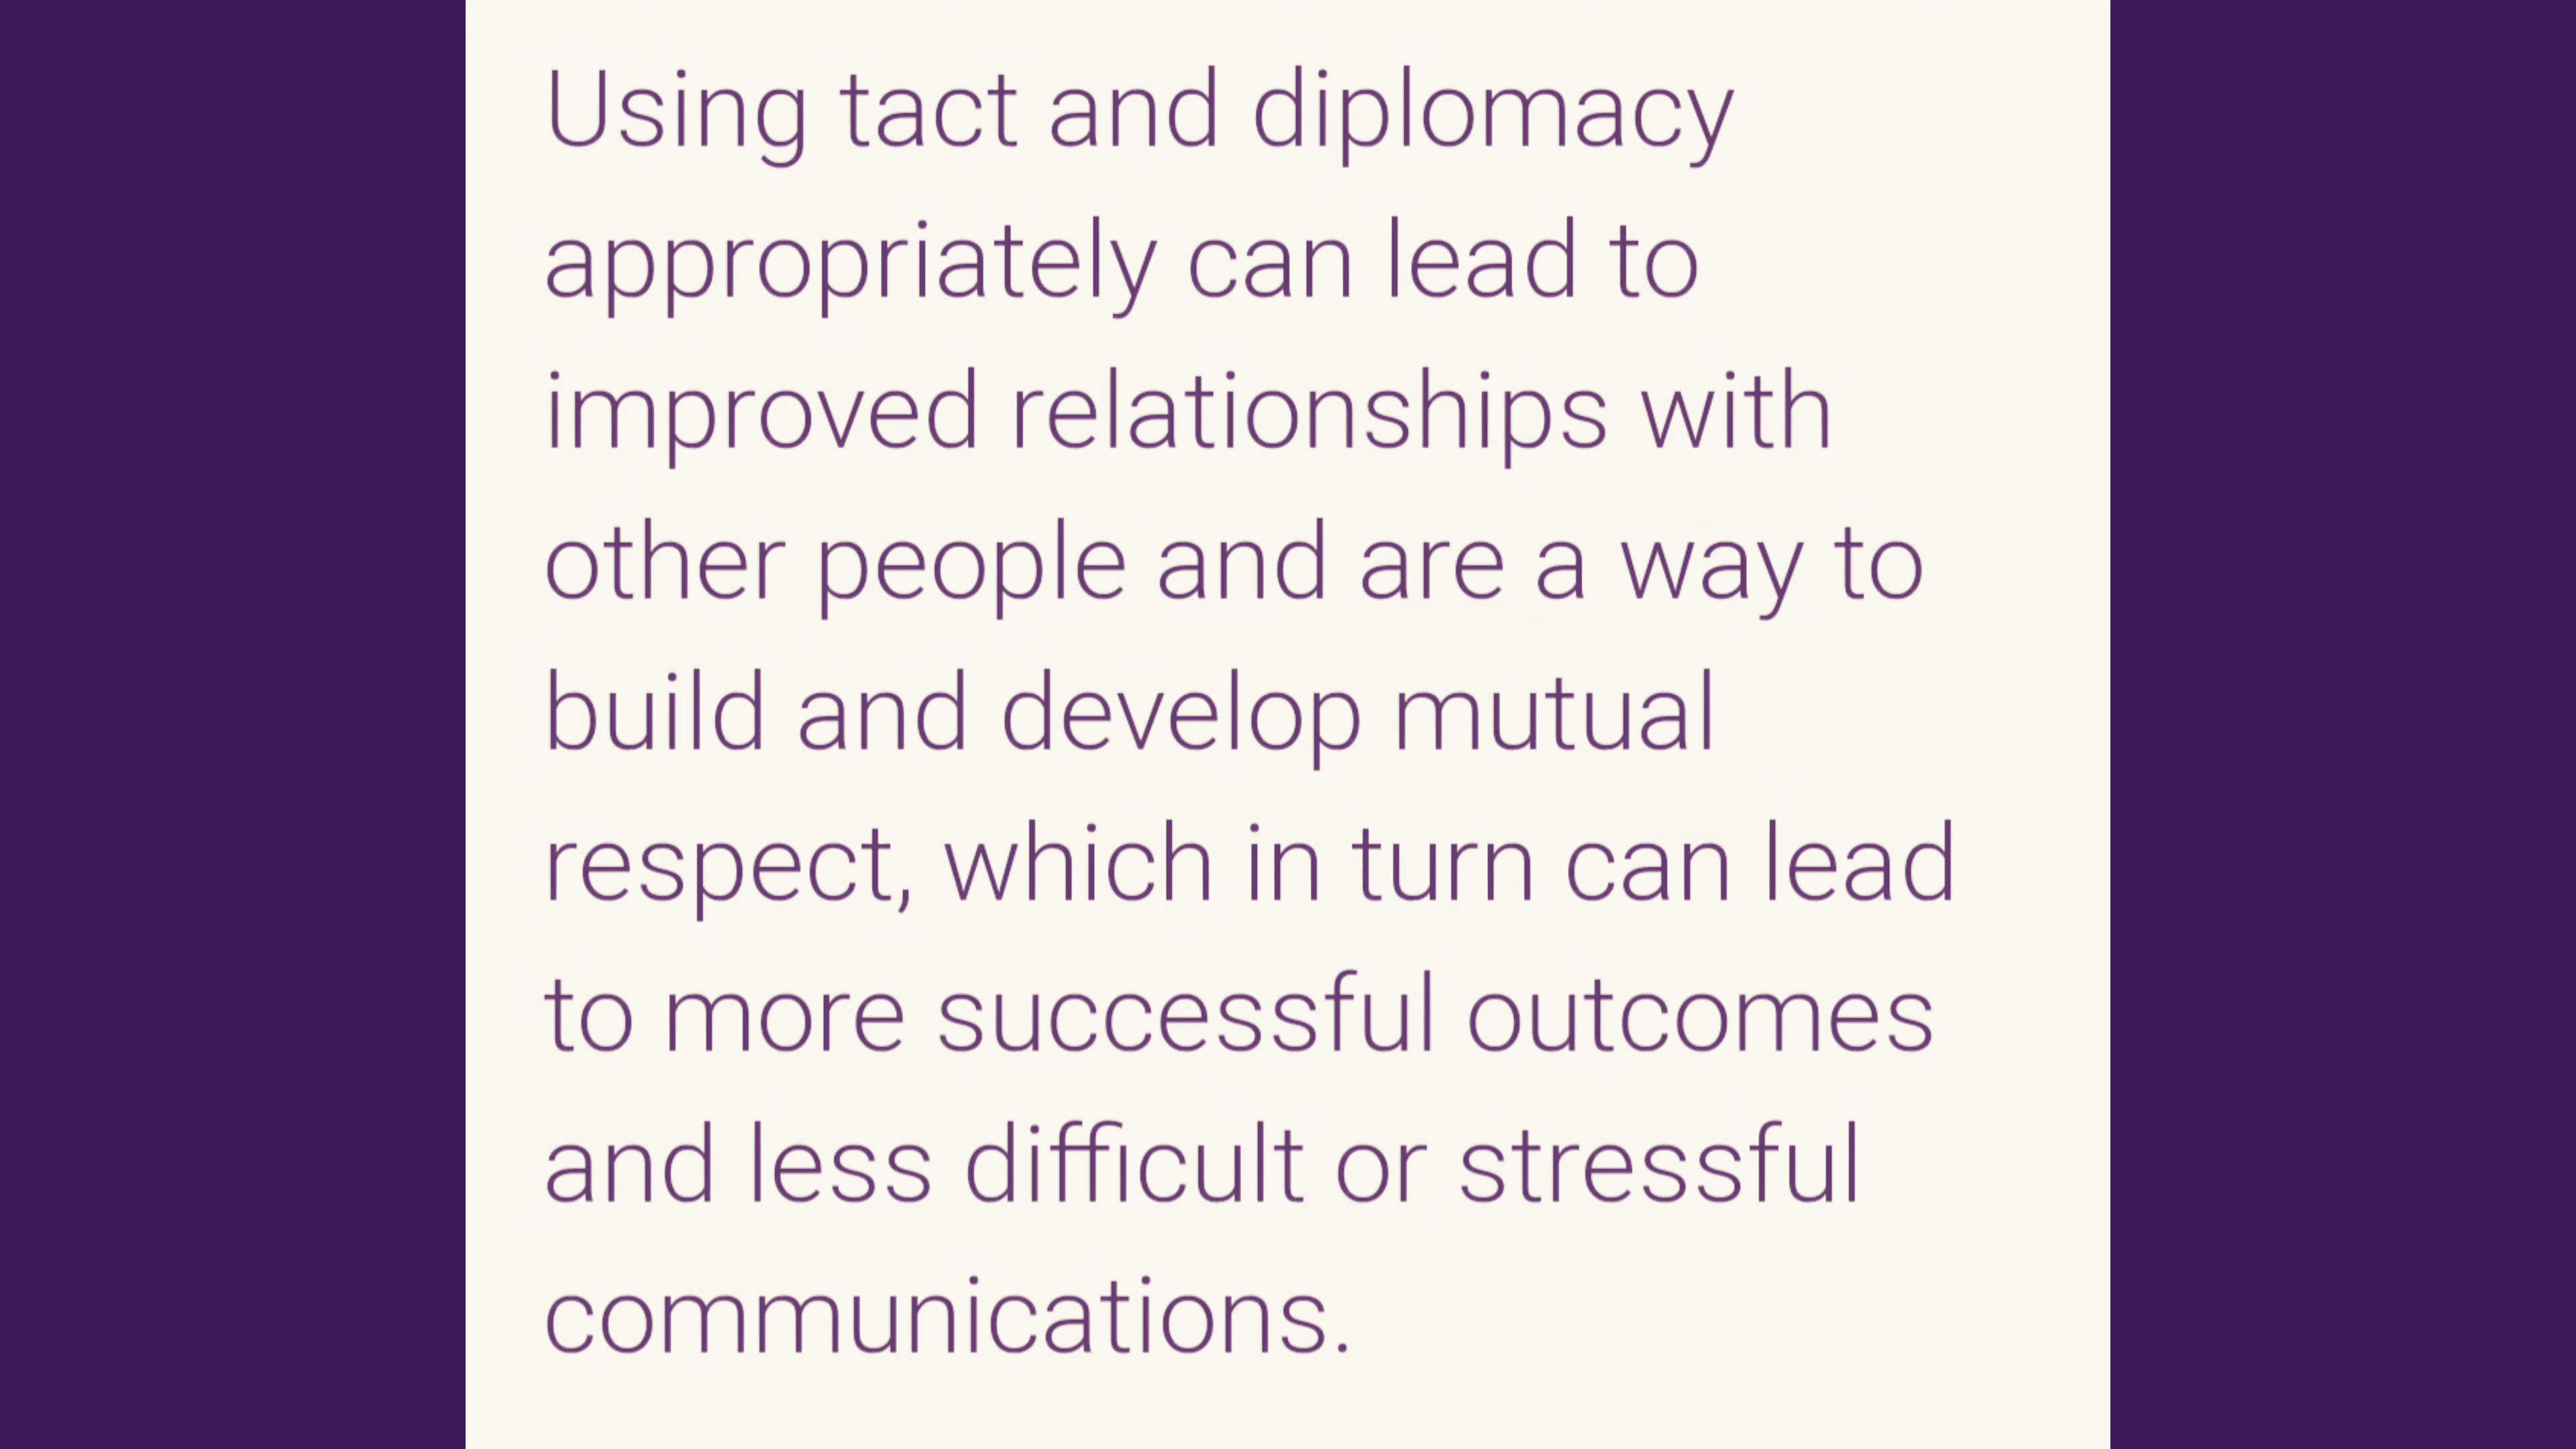 Using tact and diplomacy
appropriately can lead to
improved relationships with
other people and are a way to
build and develop mutual
respect, which in turn can lead
to more successful outcomes
and less difficult or stressful
communications.